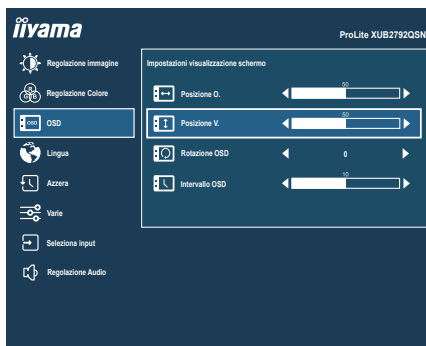 iiyama
ProLite XUB2792QSN
Regolazione immagine
Regolazione Colore
OSD
Lingua
Azzera
Varie
Seleziona input
Regolazione Audio
Impostazioni visualizzazione schermo
Posizione O.
50
Posizione V.
50
Rotazione OSD
0
Intervallo OSD
10